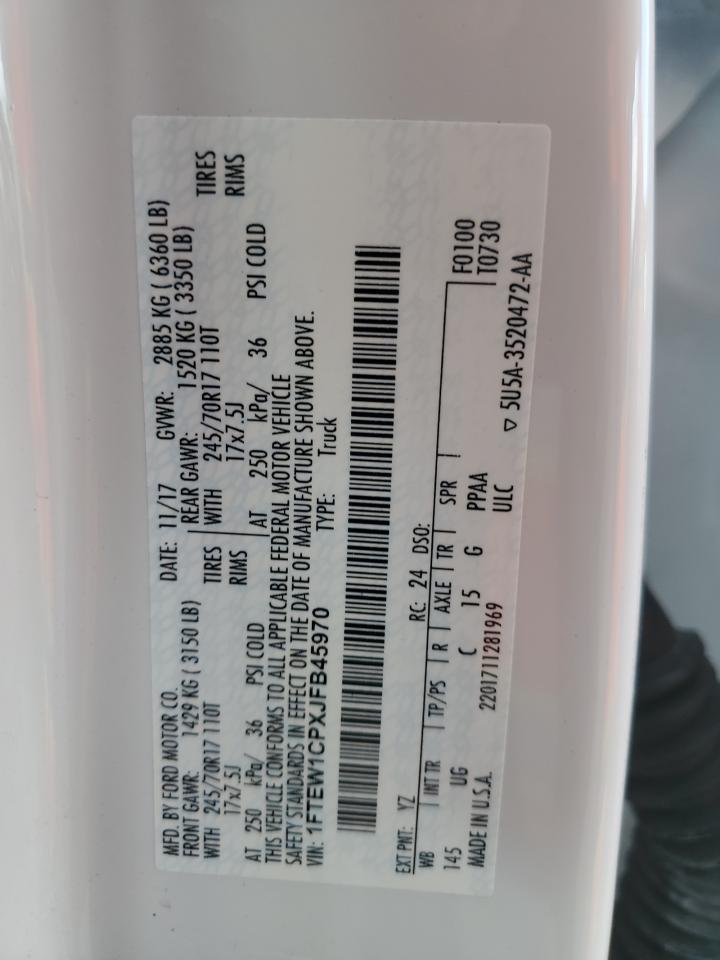 MFD. BY FORD MOTOR CO.
DATE: 11/17 GVWR: 2885 KG ( 6360 LB)
FRONT GAWR: 1429 KG ( 3150 LB)
REAR GAWR: 1520 KG ( 3350 LB)
WITH 245/70R17 110T TIRES
WITH 245/70R17 110T TIRES
17x7.5J RIMS
17x7.5J RIMS
AT 250 kPa/ 36 PSI COLD
AT 250 kPa/ 36 PSI COLD
THIS VEHICLE CONFORMS TO ALL APPLICABLE FEDERAL MOTOR VEHICLE
SAFETY STANDARDS IN EFFECT ON THE DATE OF MANUFACTURE SHOWN ABOVE.
VIN: 1FTEW1CPXJFB45970 TYPE: Truck
EXT PNT: YZ RC: 24 DSO:
WB INT TR TP/PS R AXLE TR SPR F0100
145 UG C 15 G PPAA T0730
MADE IN U.S.A. 2201711281969 ULC
▽ 5U5A-3520472-AA